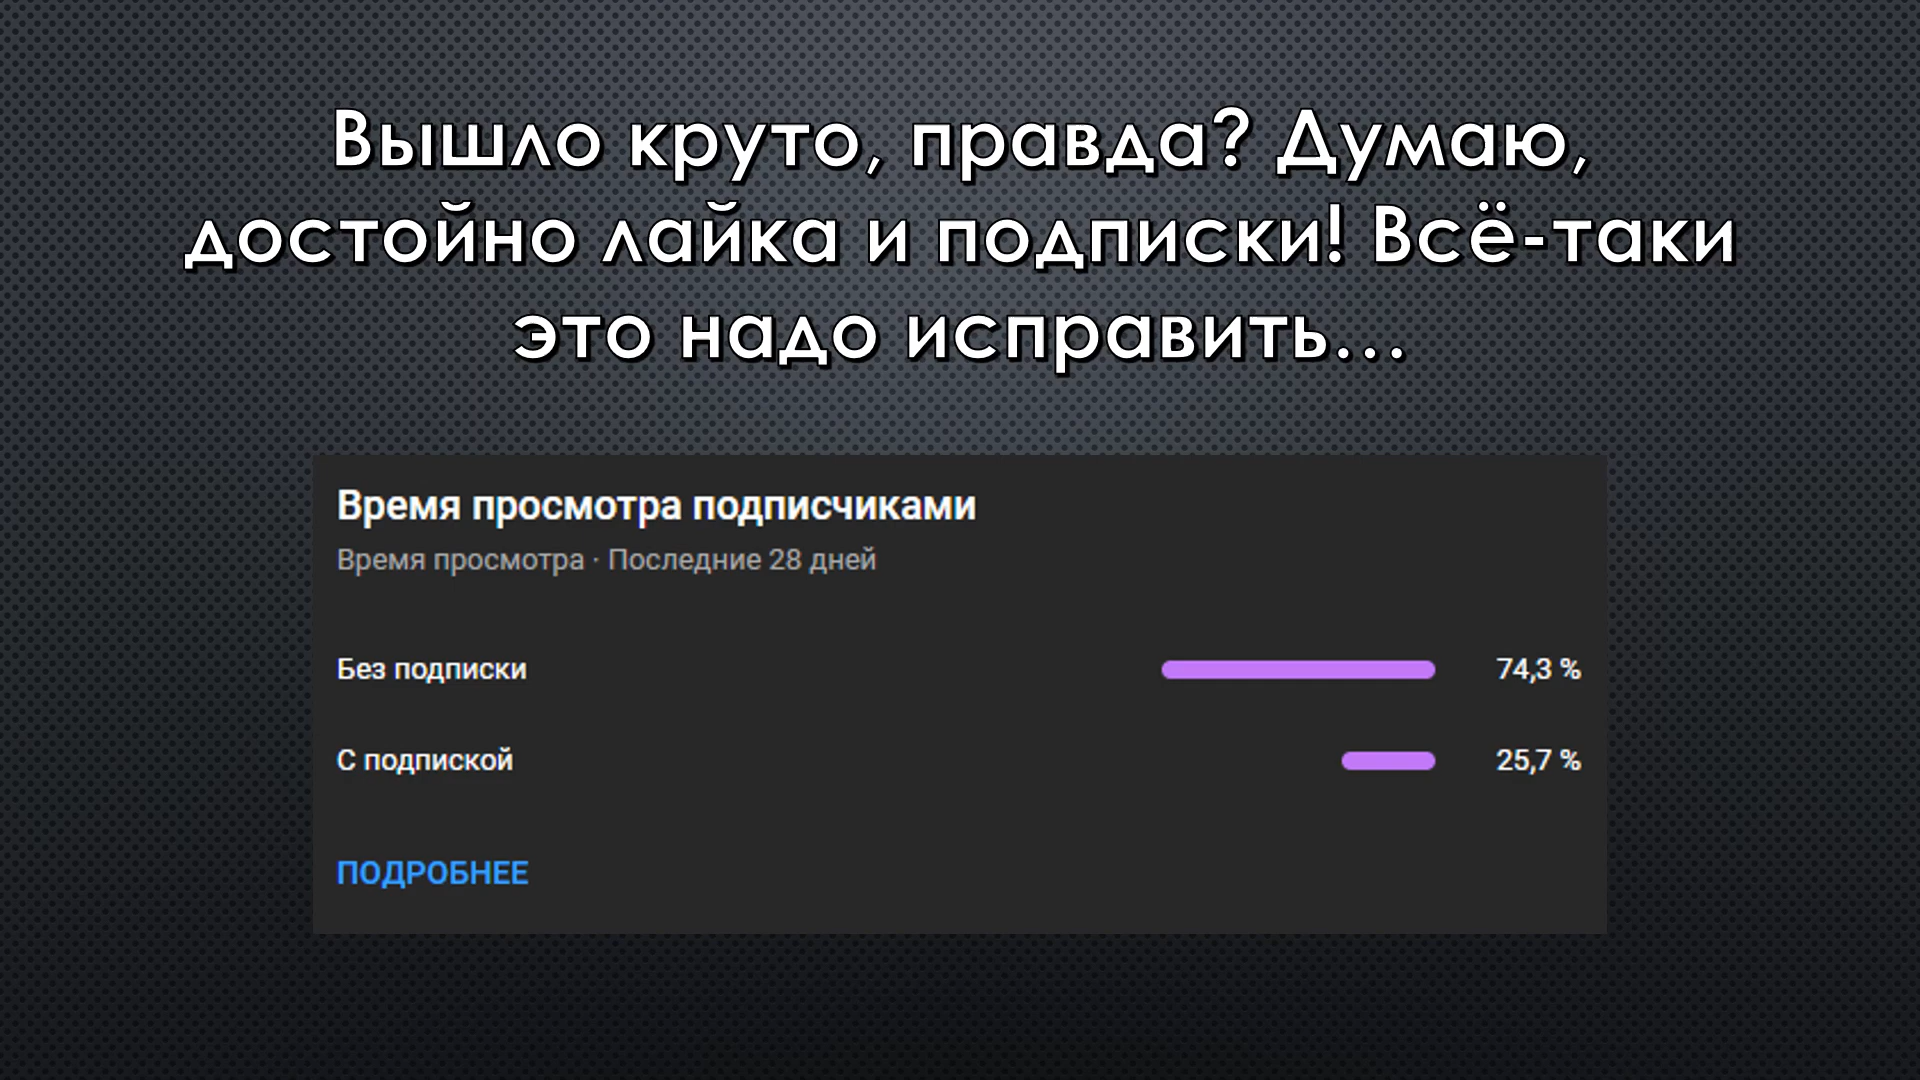 Вышло круто, правда? Думаю,
достойно лайка и подписки! Всё-таки
это надо исправить...
Время просмотра подписчиками
Время просмотра · Последние 28 дней
Без подписки 74,3 %
С подпиской 25,7 %
ПОДРОБНЕЕ